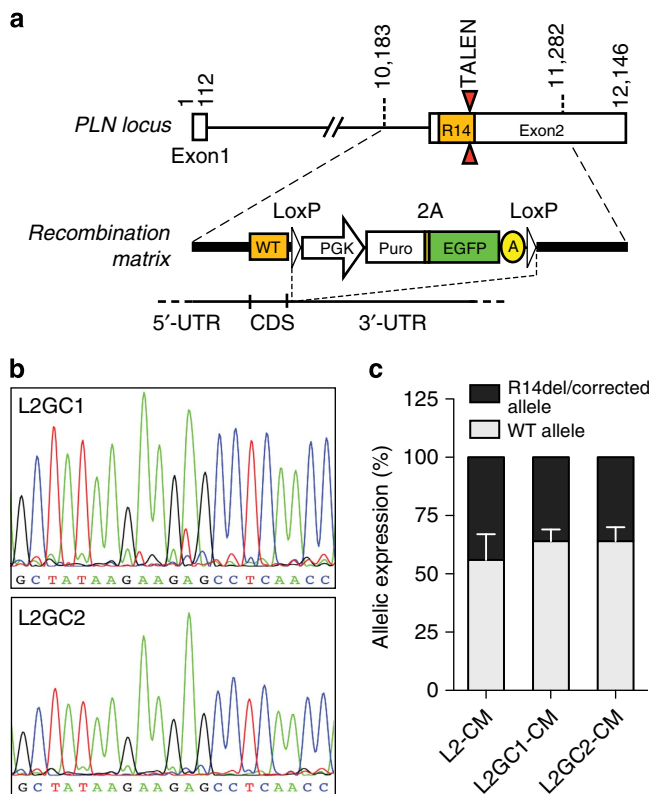 a
1
112
10,183
TALEN
11,282
12,146
PLN locus
R14
Exon2
Exon1
LoxP
2A
LoxP
Recombination
matrix
WT
PGK
Puro
EGFP
A
5′-UTR
CDS
3′-UTR
b
L2GC1
G C T A T A A G A A G A G C C T C A A C C
L2GC2
G C T A T A A G A A G A G C C T C A A C C
c
R14del/corrected
allele
WT allele
Allelic expression (%)
125
100
75
50
25
0
L2-CM
L2GC1-CM
L2GC2-CM